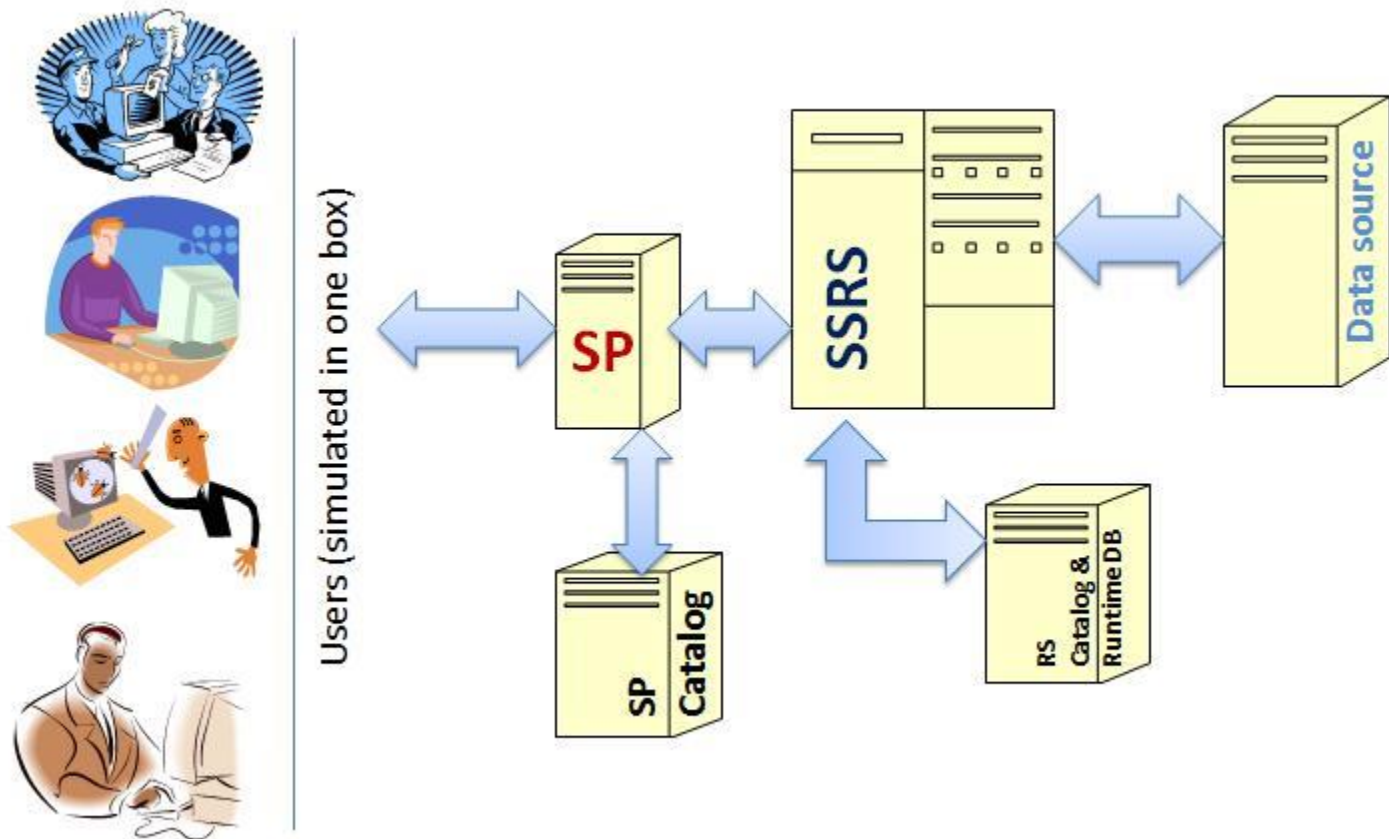 Users (simulated in one box)
SP
SSRS
Data source
SP
Catalog
RS
Catalog &
Runtime DB